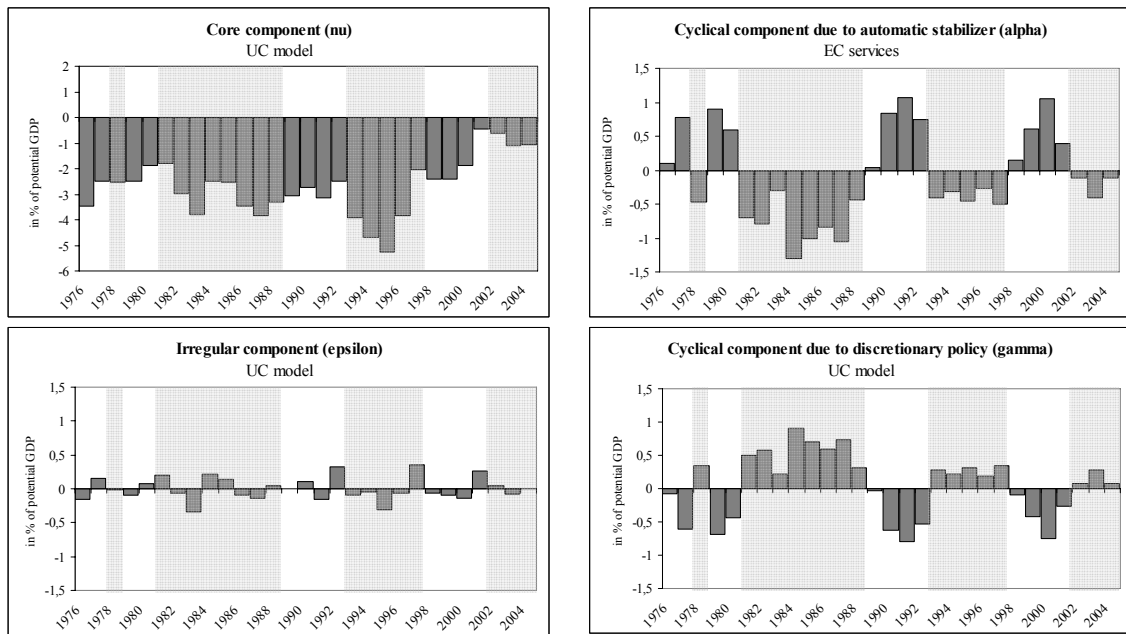 Core component (nu)
UC model
in % of potential GDP
2
1
0
-1
-2
-3
-4
-5
-6
1976 1978 1980 1982 1984 1986 1988 1990 1992 1994 1996 1998 2000 2002 2004
Cyclical component due to automatic stabilizer (alpha)
EC services
in % of potential GDP
1,5
1
0,5
0
-0,5
-1
-1,5
1976 1978 1980 1982 1984 1986 1988 1990 1992 1994 1996 1998 2000 2002 2004
Irregular component (epsilon)
UC model
in % of potential GDP
1,5
1
0,5
0
-0,5
-1
-1,5
1976 1978 1980 1982 1984 1986 1988 1990 1992 1994 1996 1998 2000 2002 2004
Cyclical component due to discretionary policy (gamma)
UC model
in % of potential GDP
1,5
1
0,5
0
-0,5
-1
-1,5
1976 1978 1980 1982 1984 1986 1988 1990 1992 1994 1996 1998 2000 2002 2004